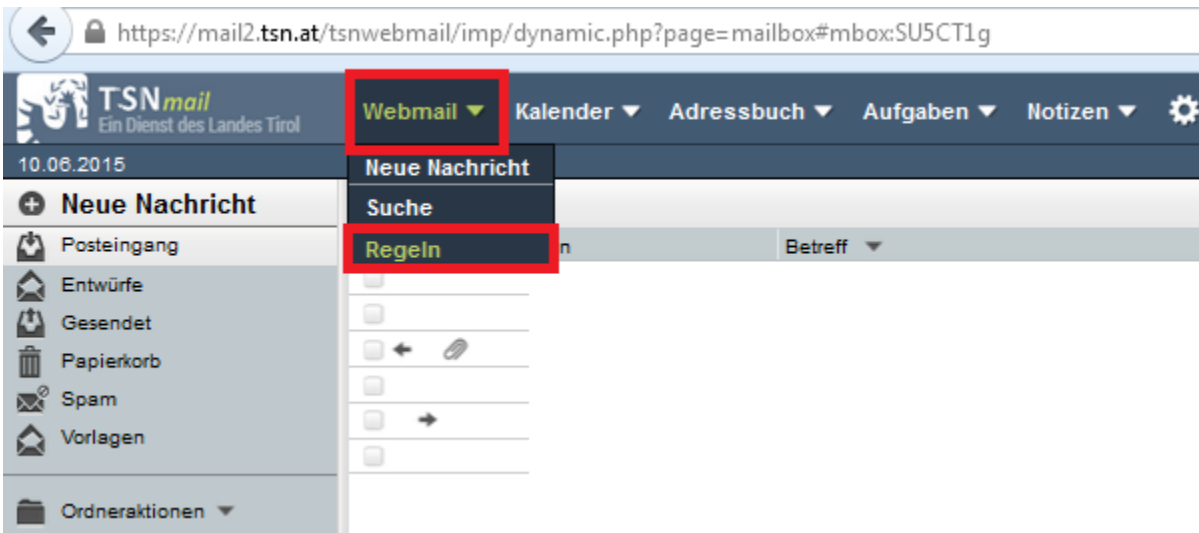 https://mail2.tsn.at/tsnwebmail/imp/dynamic.php?page=mailbox#mbox:SU5CT1g
TSNmail
Ein Dienst des Landes Tirol
Webmail Kalender Adressbuch Aufgaben Notizen
10.06.2015
Neue Nachricht
Suche
Regeln
Neue Nachricht
Posteingang
n Betreff
Entwürfe
Gesendet
Papierkorb
Spam
Vorlagen
Ordneraktionen